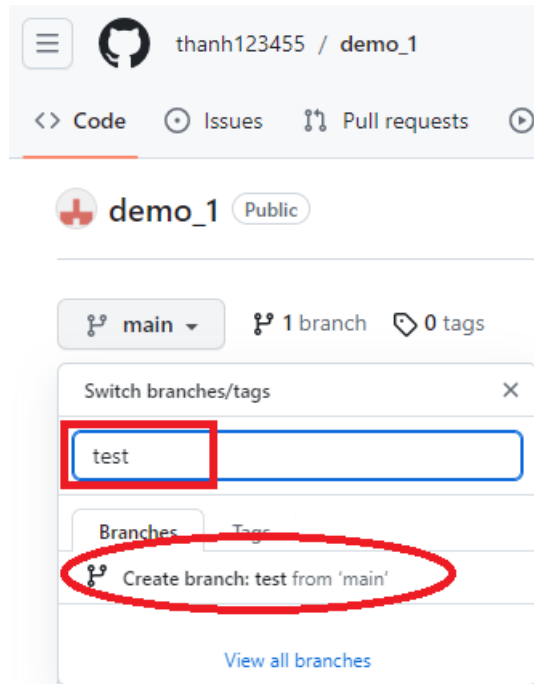 thanh123455 / demo_1
<> Code Issues Pull requests
demo_1 Public
main 1 branch 0 tags
Switch branches/tags
test
Branches Tags
Create branch: test from 'main'
View all branches